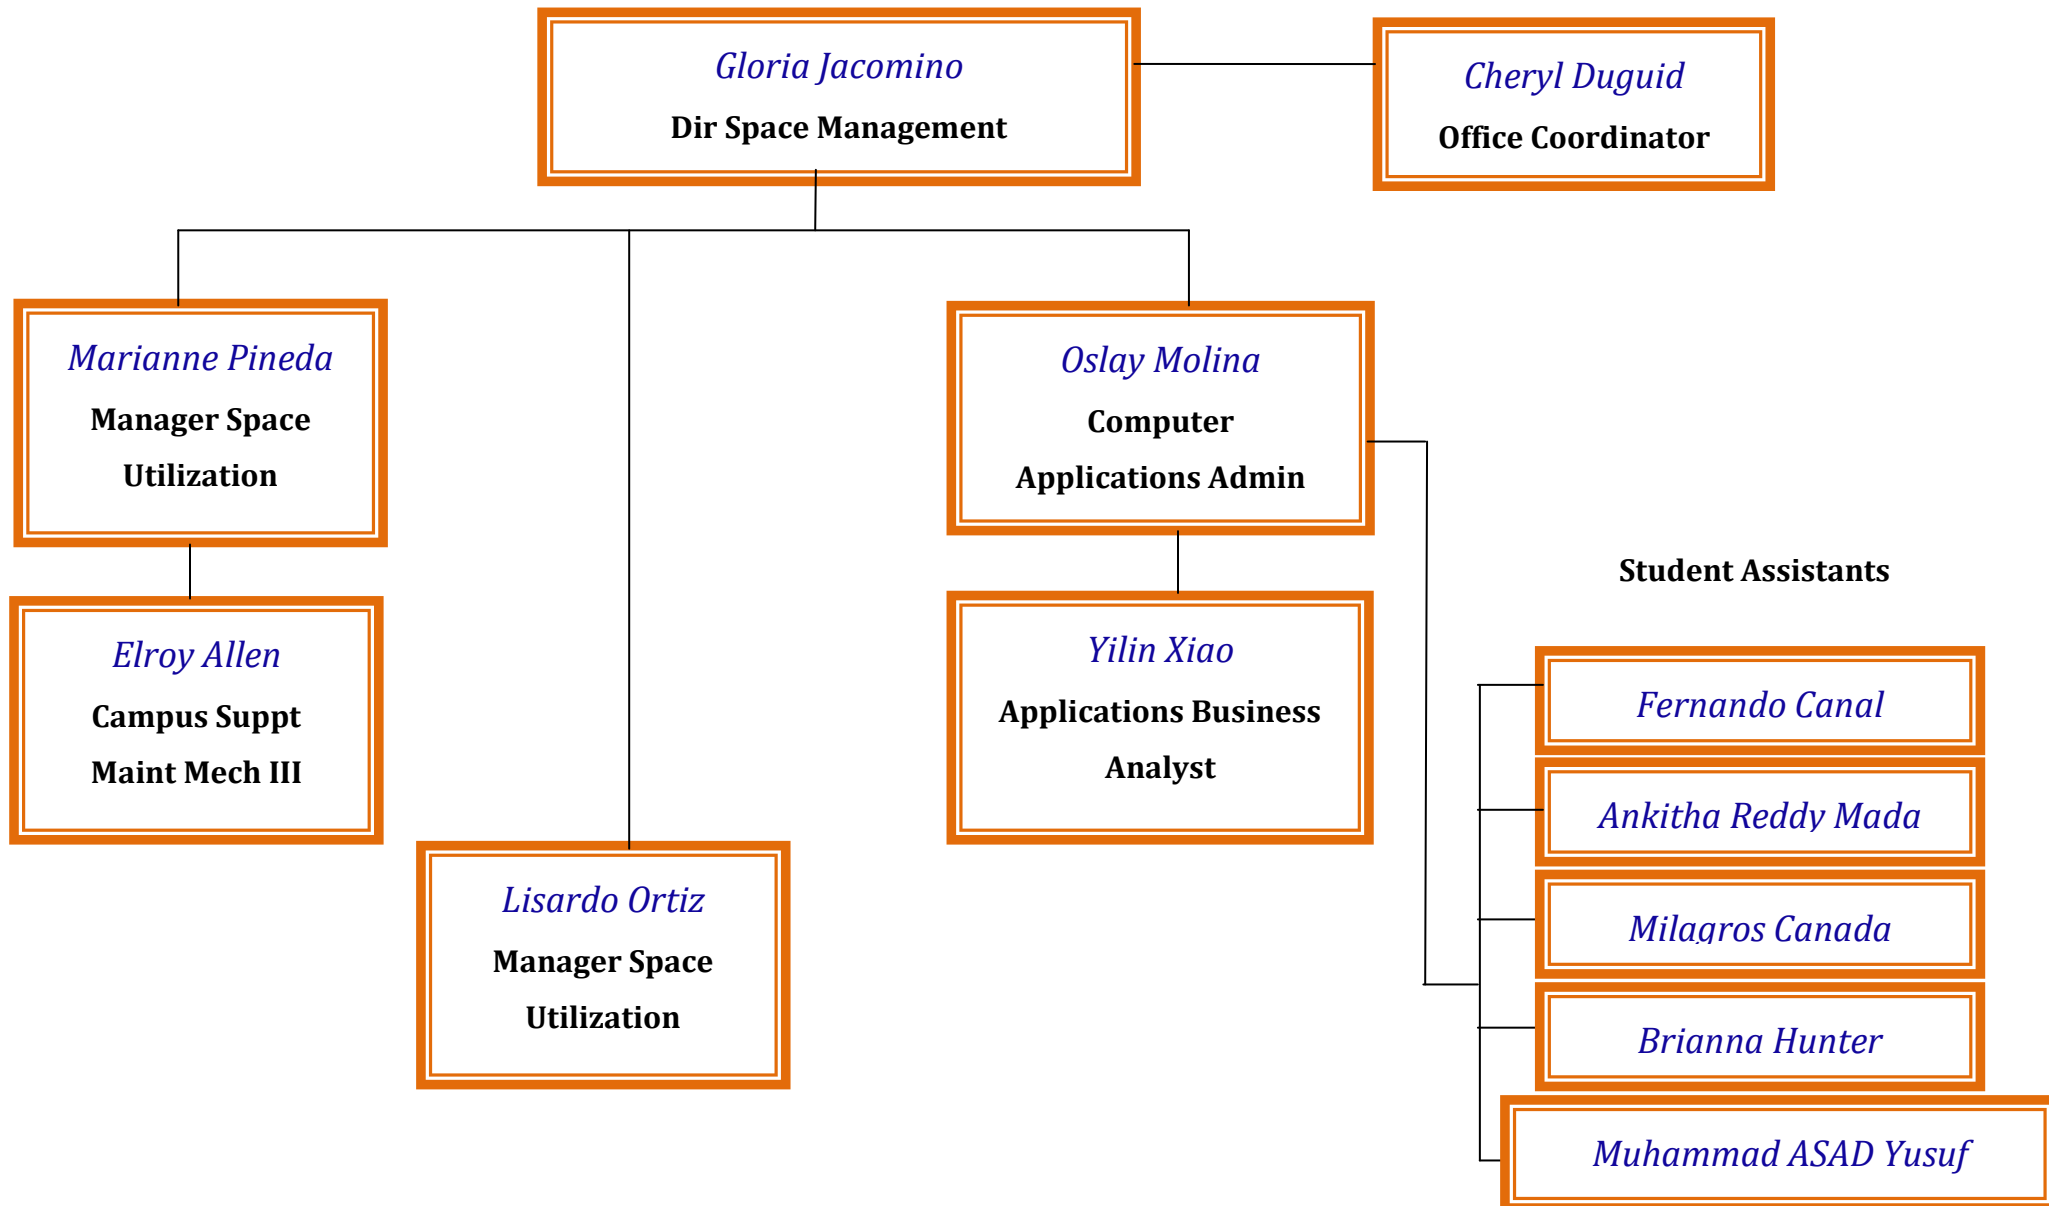 Gloria Jacomino
Dir Space Management
Cheryl Duguid
Office Coordinator
Marianne Pineda
Manager Space
Utilization
Oslay Molina
Computer
Applications Admin
Elroy Allen
Campus Suppt
Maint Mech III
Yilin Xiao
Applications Business
Analyst
Lisardo Ortiz
Manager Space
Utilization
Student Assistants
Fernando Canal
Ankitha Reddy Mada
Milagros Canada
Brianna Hunter
Muhammad ASAD Yusuf